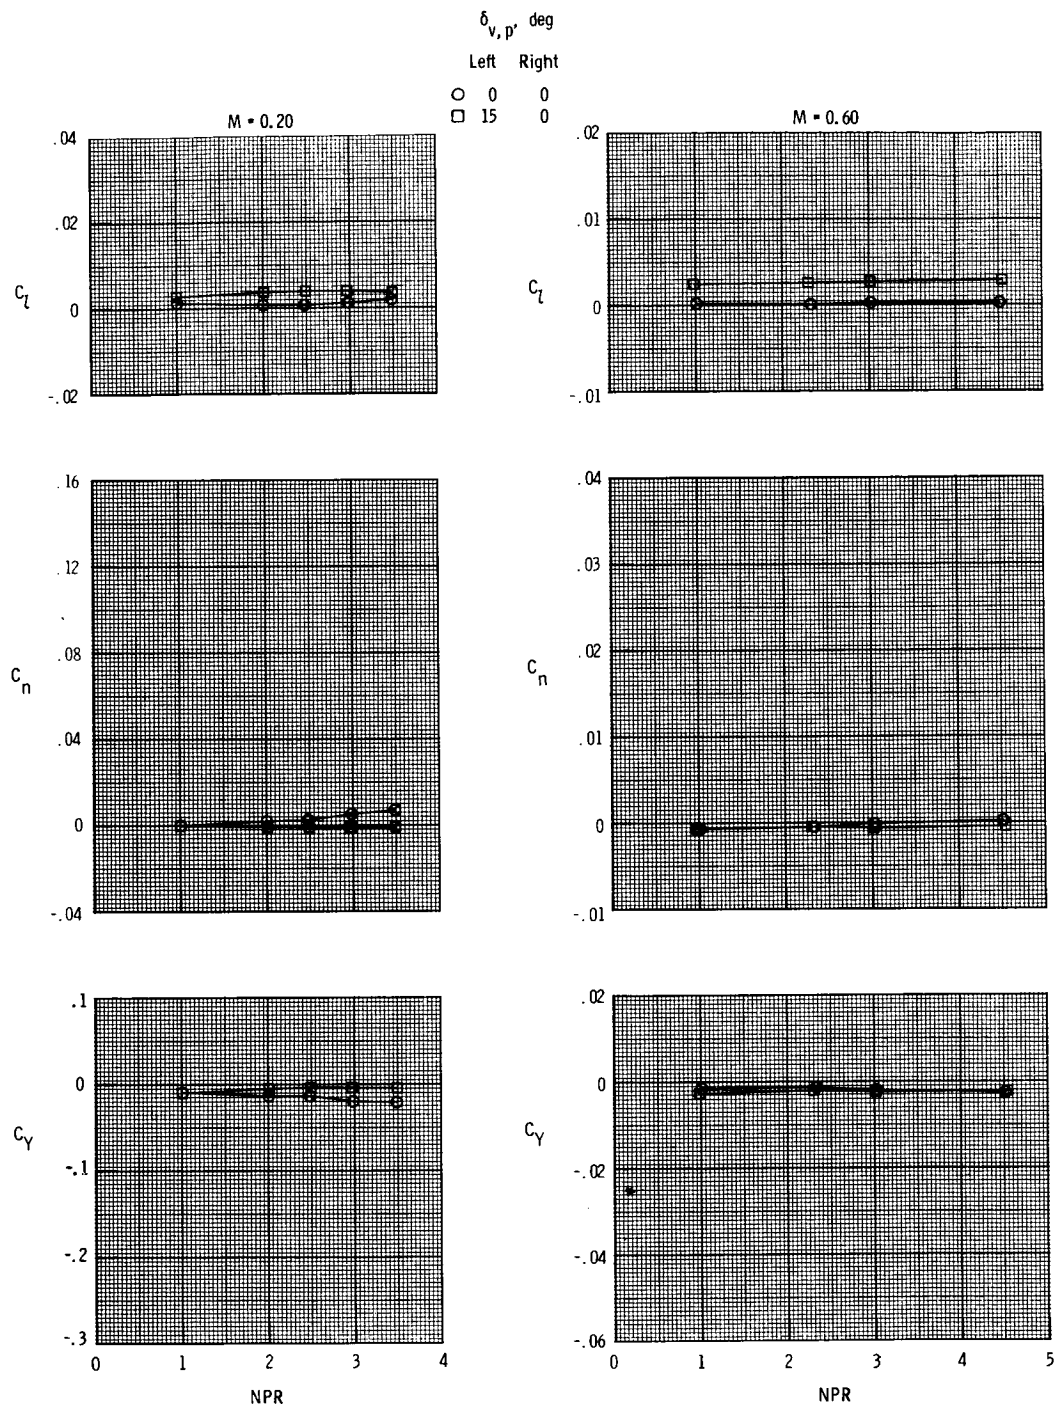 δv, p, deg
Left Right
0 0
15 0
M = 0.20
.04
.02
0
-.02
Cl
M = 0.60
.02
.01
0
-.01
Cl
.16
.12
.08
.04
0
-.04
Cn
.04
.03
.02
.01
0
-.01
Cn
.1
0
-.1
-.2
-.3
CY
0 1 2 3 4
NPR
.02
0
-.02
-.04
-.06
CY
0 1 2 3 4 5
NPR